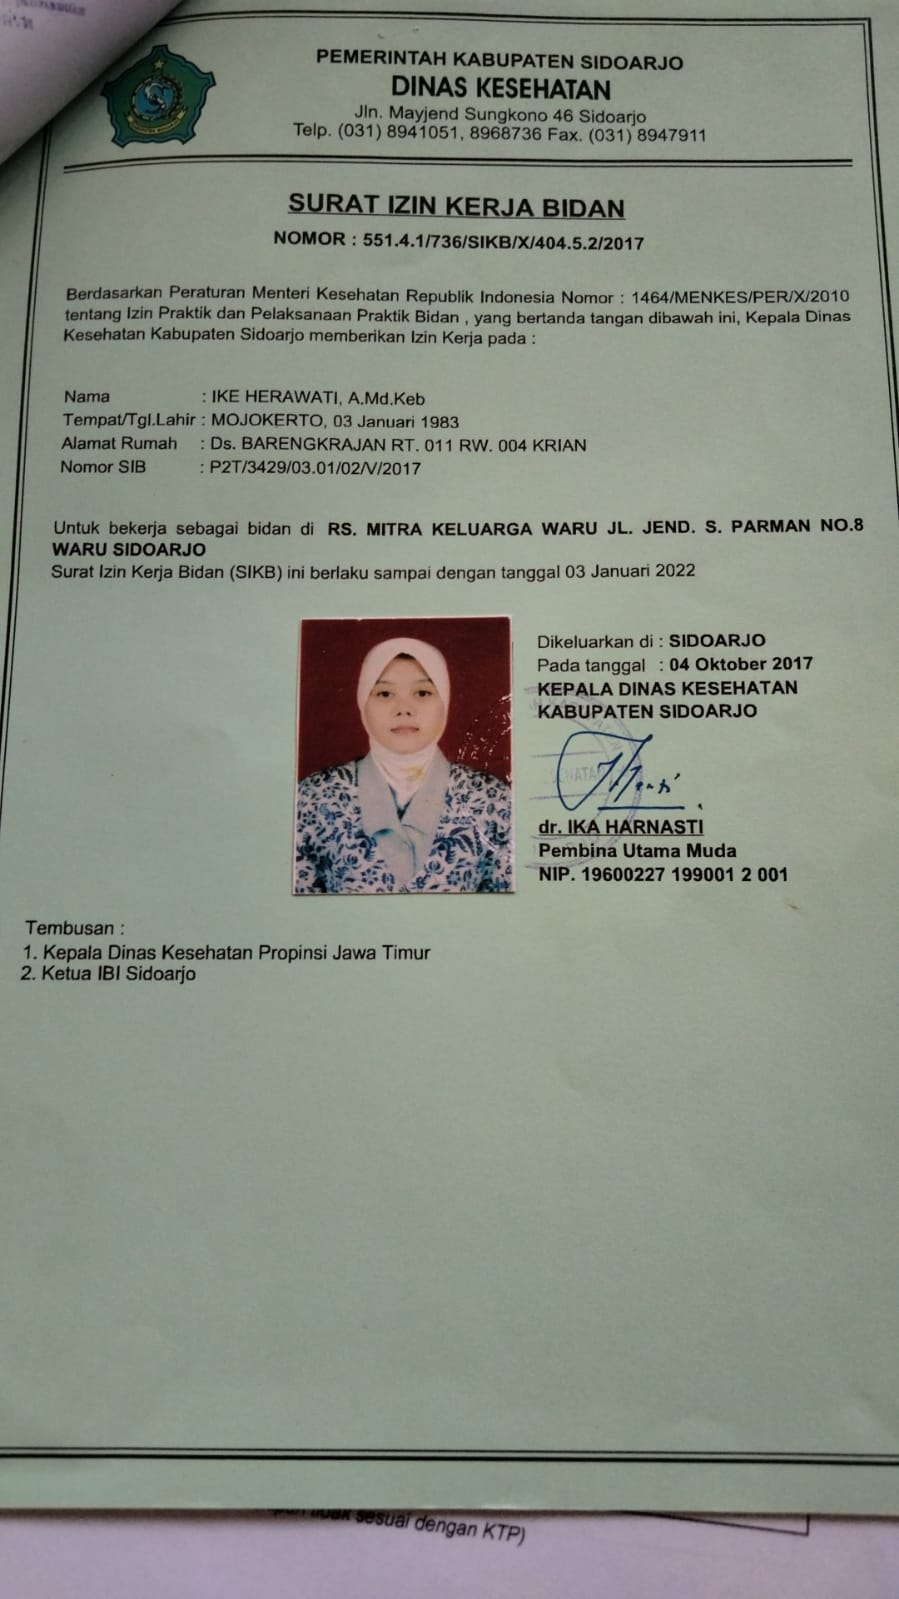 PEMERINTAH KABUPATEN SIDOARJO
DINAS KESEHATAN
Jln. Mayjend Sungkono 46 Sidoarjo
Telp. (031) 8941051, 8968736 Fax. (031) 8947911
SURAT IZIN KERJA BIDAN
NOMOR : 551.4.1/736/SIKB/X/404.5.2/2017
Berdasarkan Peraturan Menteri Kesehatan Republik Indonesia Nomor : 1464/MENKES/PER/X/2010
tentang Izin Praktik dan Pelaksanaan Praktik Bidan , yang bertanda tangan dibawah ini, Kepala Dinas
Kesehatan Kabupaten Sidoarjo memberikan Izin Kerja pada :
Nama : IKE HERAWATI, A.Md.Keb
Tempat/Tgl.Lahir : MOJOKERTO, 03 Januari 1983
Alamat Rumah : Ds. BARENGKRAJAN RT. 011 RW. 004 KRIAN
Nomor SIB : P2T/3429/03.01/02/V/2017
Untuk bekerja sebagai bidan di RS. MITRA KELUARGA WARU JL. JEND. S. PARMAN NO.8
WARU SIDOARJO
Surat Izin Kerja Bidan (SIKB) ini berlaku sampai dengan tanggal 03 Januari 2022
Dikeluarkan di : SIDOARJO
Pada tanggal : 04 Oktober 2017
KEPALA DINAS KESEHATAN
KABUPATEN SIDOARJO
dr. IKA HARNASTI
Pembina Utama Muda
NIP. 19600227 199001 2 001
Tembusan :
1. Kepala Dinas Kesehatan Propinsi Jawa Timur
2. Ketua IBI Sidoarjo
tidak sesuai dengan KTP)